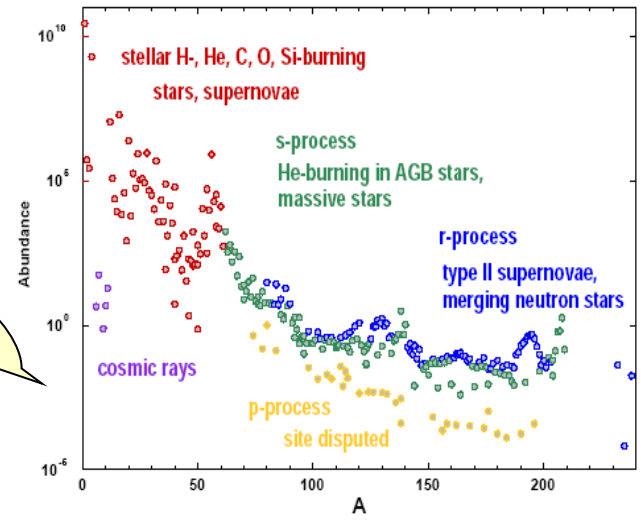 10^10
stellar H-, He, C, O, Si-burning
stars, supernovae
s-process
He-burning in AGB stars,
massive stars
10^5
r-process
type II supernovae,
merging neutron stars
Abundance
10^0
cosmic rays
p-process
site disputed
10^-6
0 50 100 150 200
A